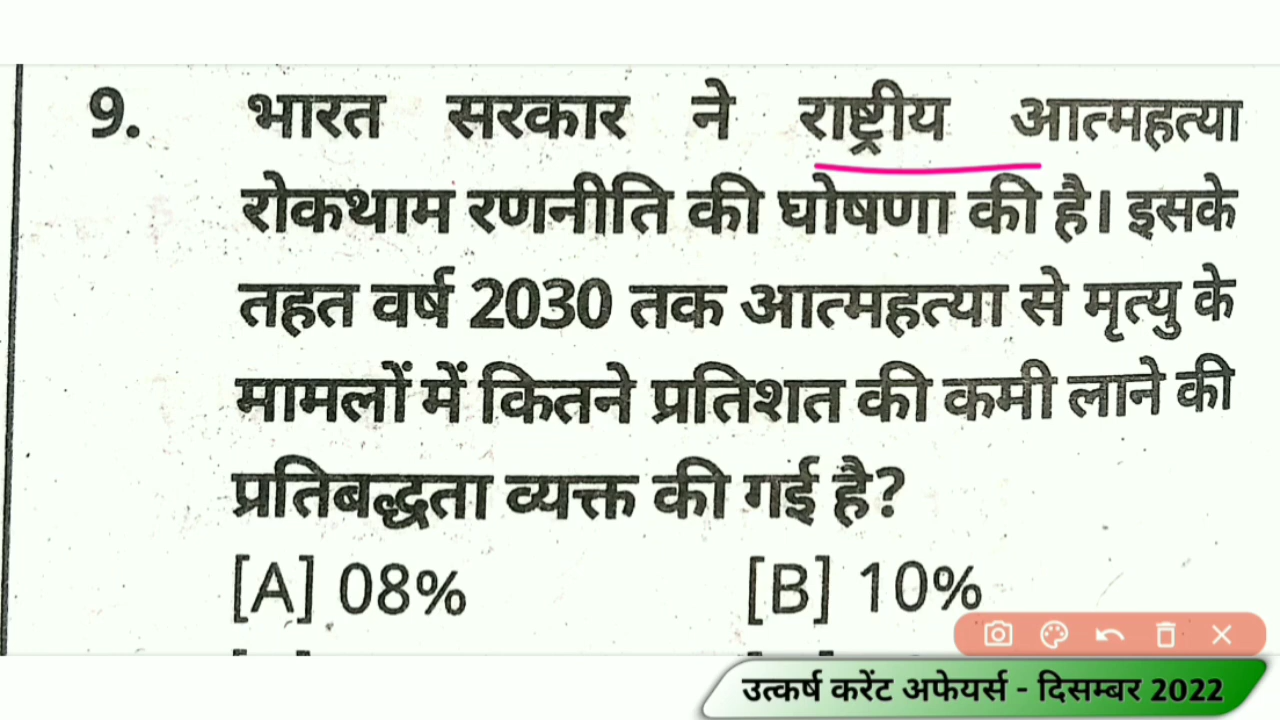 9. भारत सरकार ने राष्ट्रीय आत्महत्या
रोकथाम रणनीति की घोषणा की है। इसके
तहत वर्ष 2030 तक आत्महत्या से मृत्यु के
मामलों में कितने प्रतिशत की कमी लाने की
प्रतिबद्धता व्यक्त की गई है?
[A] 08% [B] 10%
उत्कर्ष करेंट अफेयर्स - दिसम्बर 2022